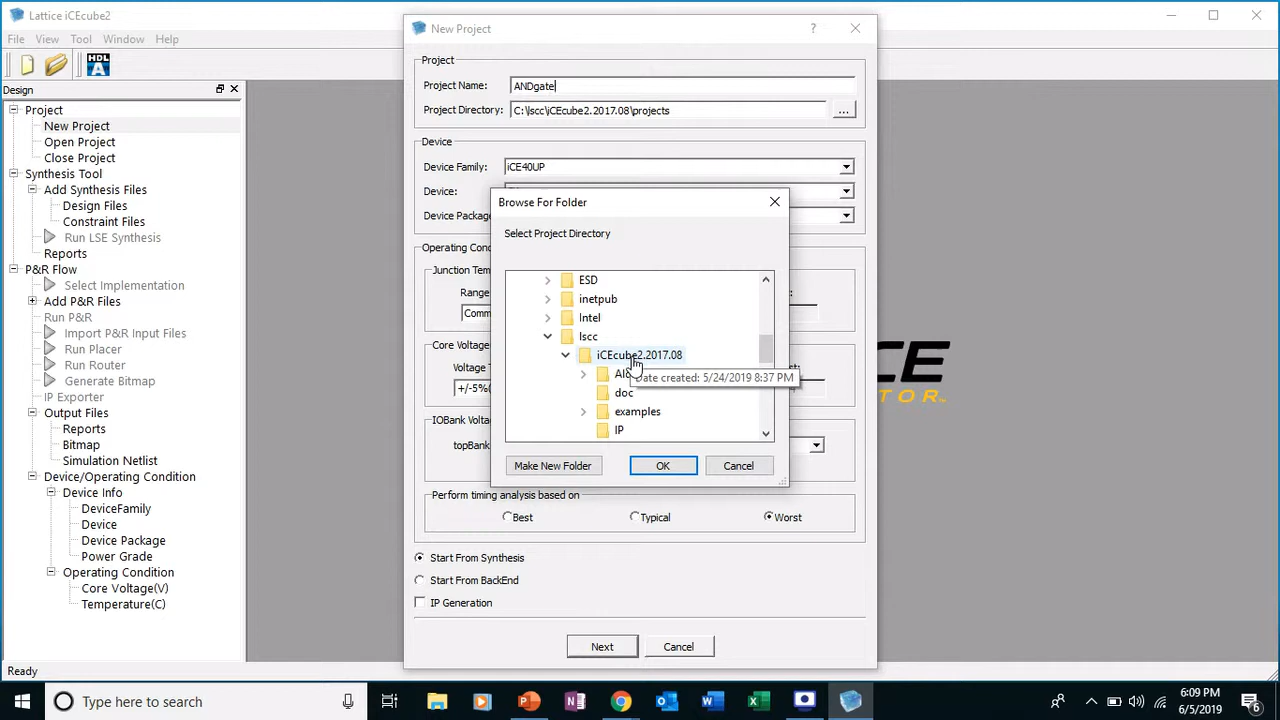 Lattice iCEcube2
File View Tool Window Help
Design
Project
New Project
Open Project
Close Project
Synthesis Tool
Add Synthesis Files
Design Files
Constraint Files
Run LSE Synthesis
Reports
P&R Flow
Select Implementation
Add P&R Files
Run P&R
Import P&R Input Files
Run Placer
Run Router
Generate Bitmap
IP Exporter
Output Files
Reports
Bitmap
Simulation Netlist
Device/Operating Condition
Device Info
DeviceFamily
Device
Device Package
Power Grade
Operating Condition
Core Voltage(V)
Temperature(C)
New Project
Project
Project Name: ANDgate
Project Directory: C:\lscc\iCEcube2.2017.08\projects
...
Device
Device Family: iCE40UP
Device:
Device Package
Operating Cond
Junction Tem
Range
Comm
Core Voltage
Voltage T
+/-5%
IOBank Volta
topBank
Browse For Folder
Select Project Directory
ESD
inetpub
Intel
lscc
iCEcube2.2017.08
Date created: 5/24/2019 8:37 PM
doc
examples
IP
Make New Folder OK Cancel
Perform timing analysis based on
Best Typical Worst
Start From Synthesis
Start From BackEnd
IP Generation
Next Cancel
Ready
Type here to search
6:09 PM
6/5/2019
6